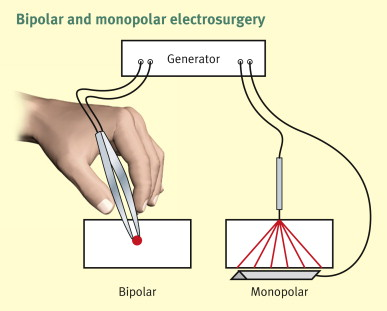 Bipolar and monopolar electrosurgery
Generator
Bipolar
Monopolar